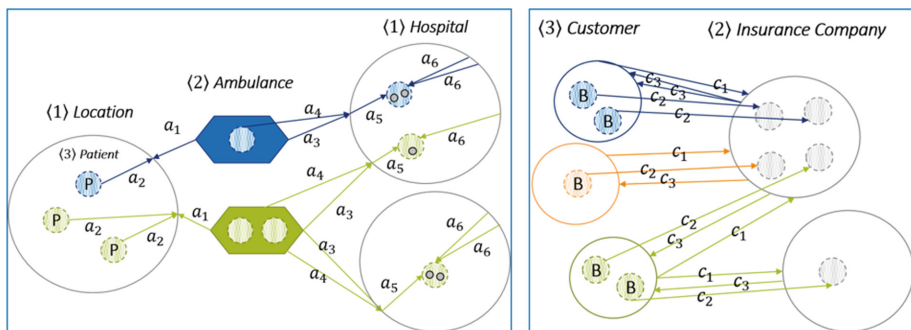 ⟨1⟩ Hospital
⟨2⟩ Ambulance
⟨1⟩ Location
⟨3⟩ Patient
a₆
a₆
a₄
a₅
a₁
a₃
a₆
a₂
P
a₄
a₅
P
a₂
a₁
a₃
a₂
P
a₃
a₆
a₆
a₄
a₅
⟨3⟩ Customer
⟨2⟩ Insurance Company
c₃
c₁
c₃
B
c₂
B
c₂
c₁
c₂
c₃
B
c₂
c₃
c₁
B
B
c₁
c₃
c₂